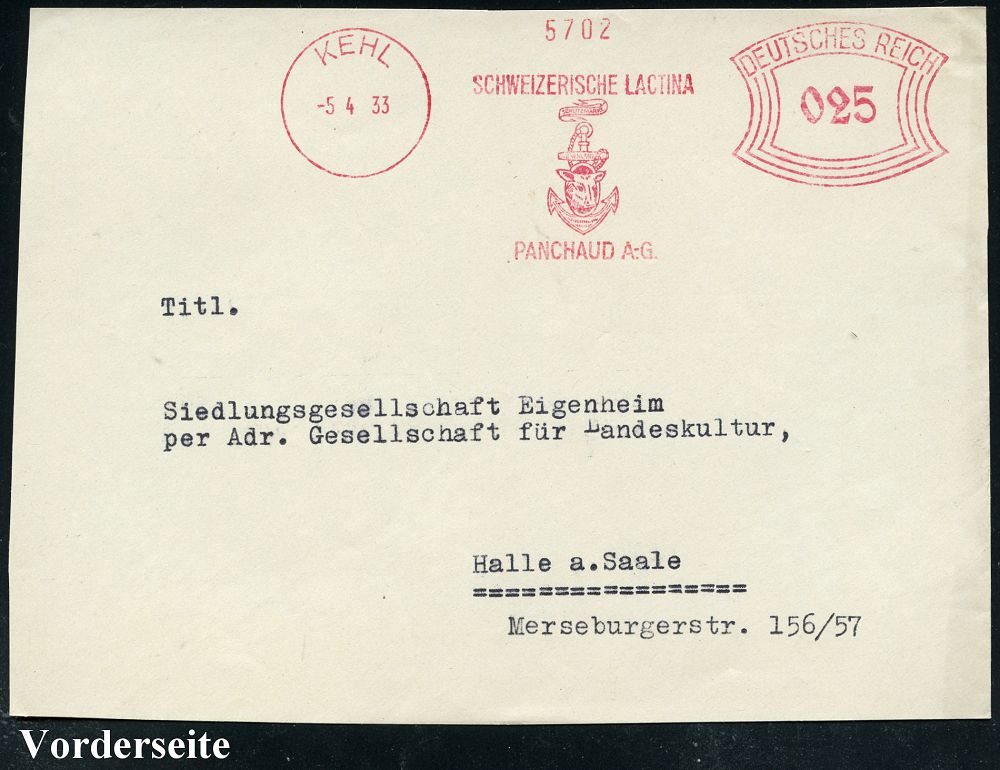 5702
KEHL
-5 4 33
SCHWEIZERISCHE LACTINA
SCHUTZMARKE
PANCHAUD A.-G.
DEUTSCHES REICH
025
Titl.
Siedlungsgesellschaft Eigenheim
per Adr. Gesellschaft für Landeskultur,
Halle a.Saale
=================
Merseburgerstr. 156/57
Vorderseite